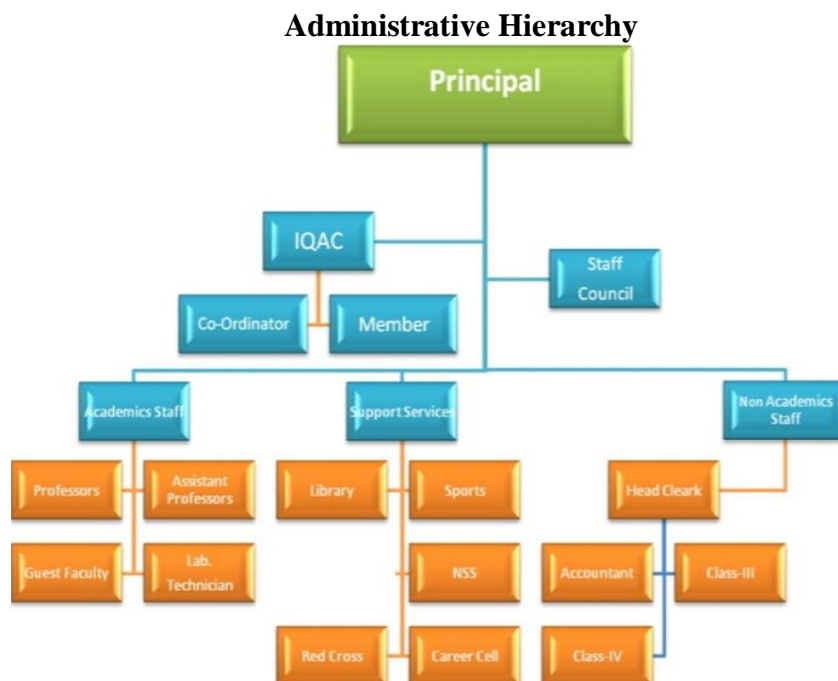 Administrative Hierarchy
Principal
IQAC
Staff
Council
Co-Ordinator
Member
Academics Staff
Support Services
Non Academics
Staff
Professors
Assistant
Professors
Library
Sports
Head Cleark
Guest Faculty
Lab.
Technician
NSS
Accountant
Class-III
Red Cross
Career Cell
Class-IV